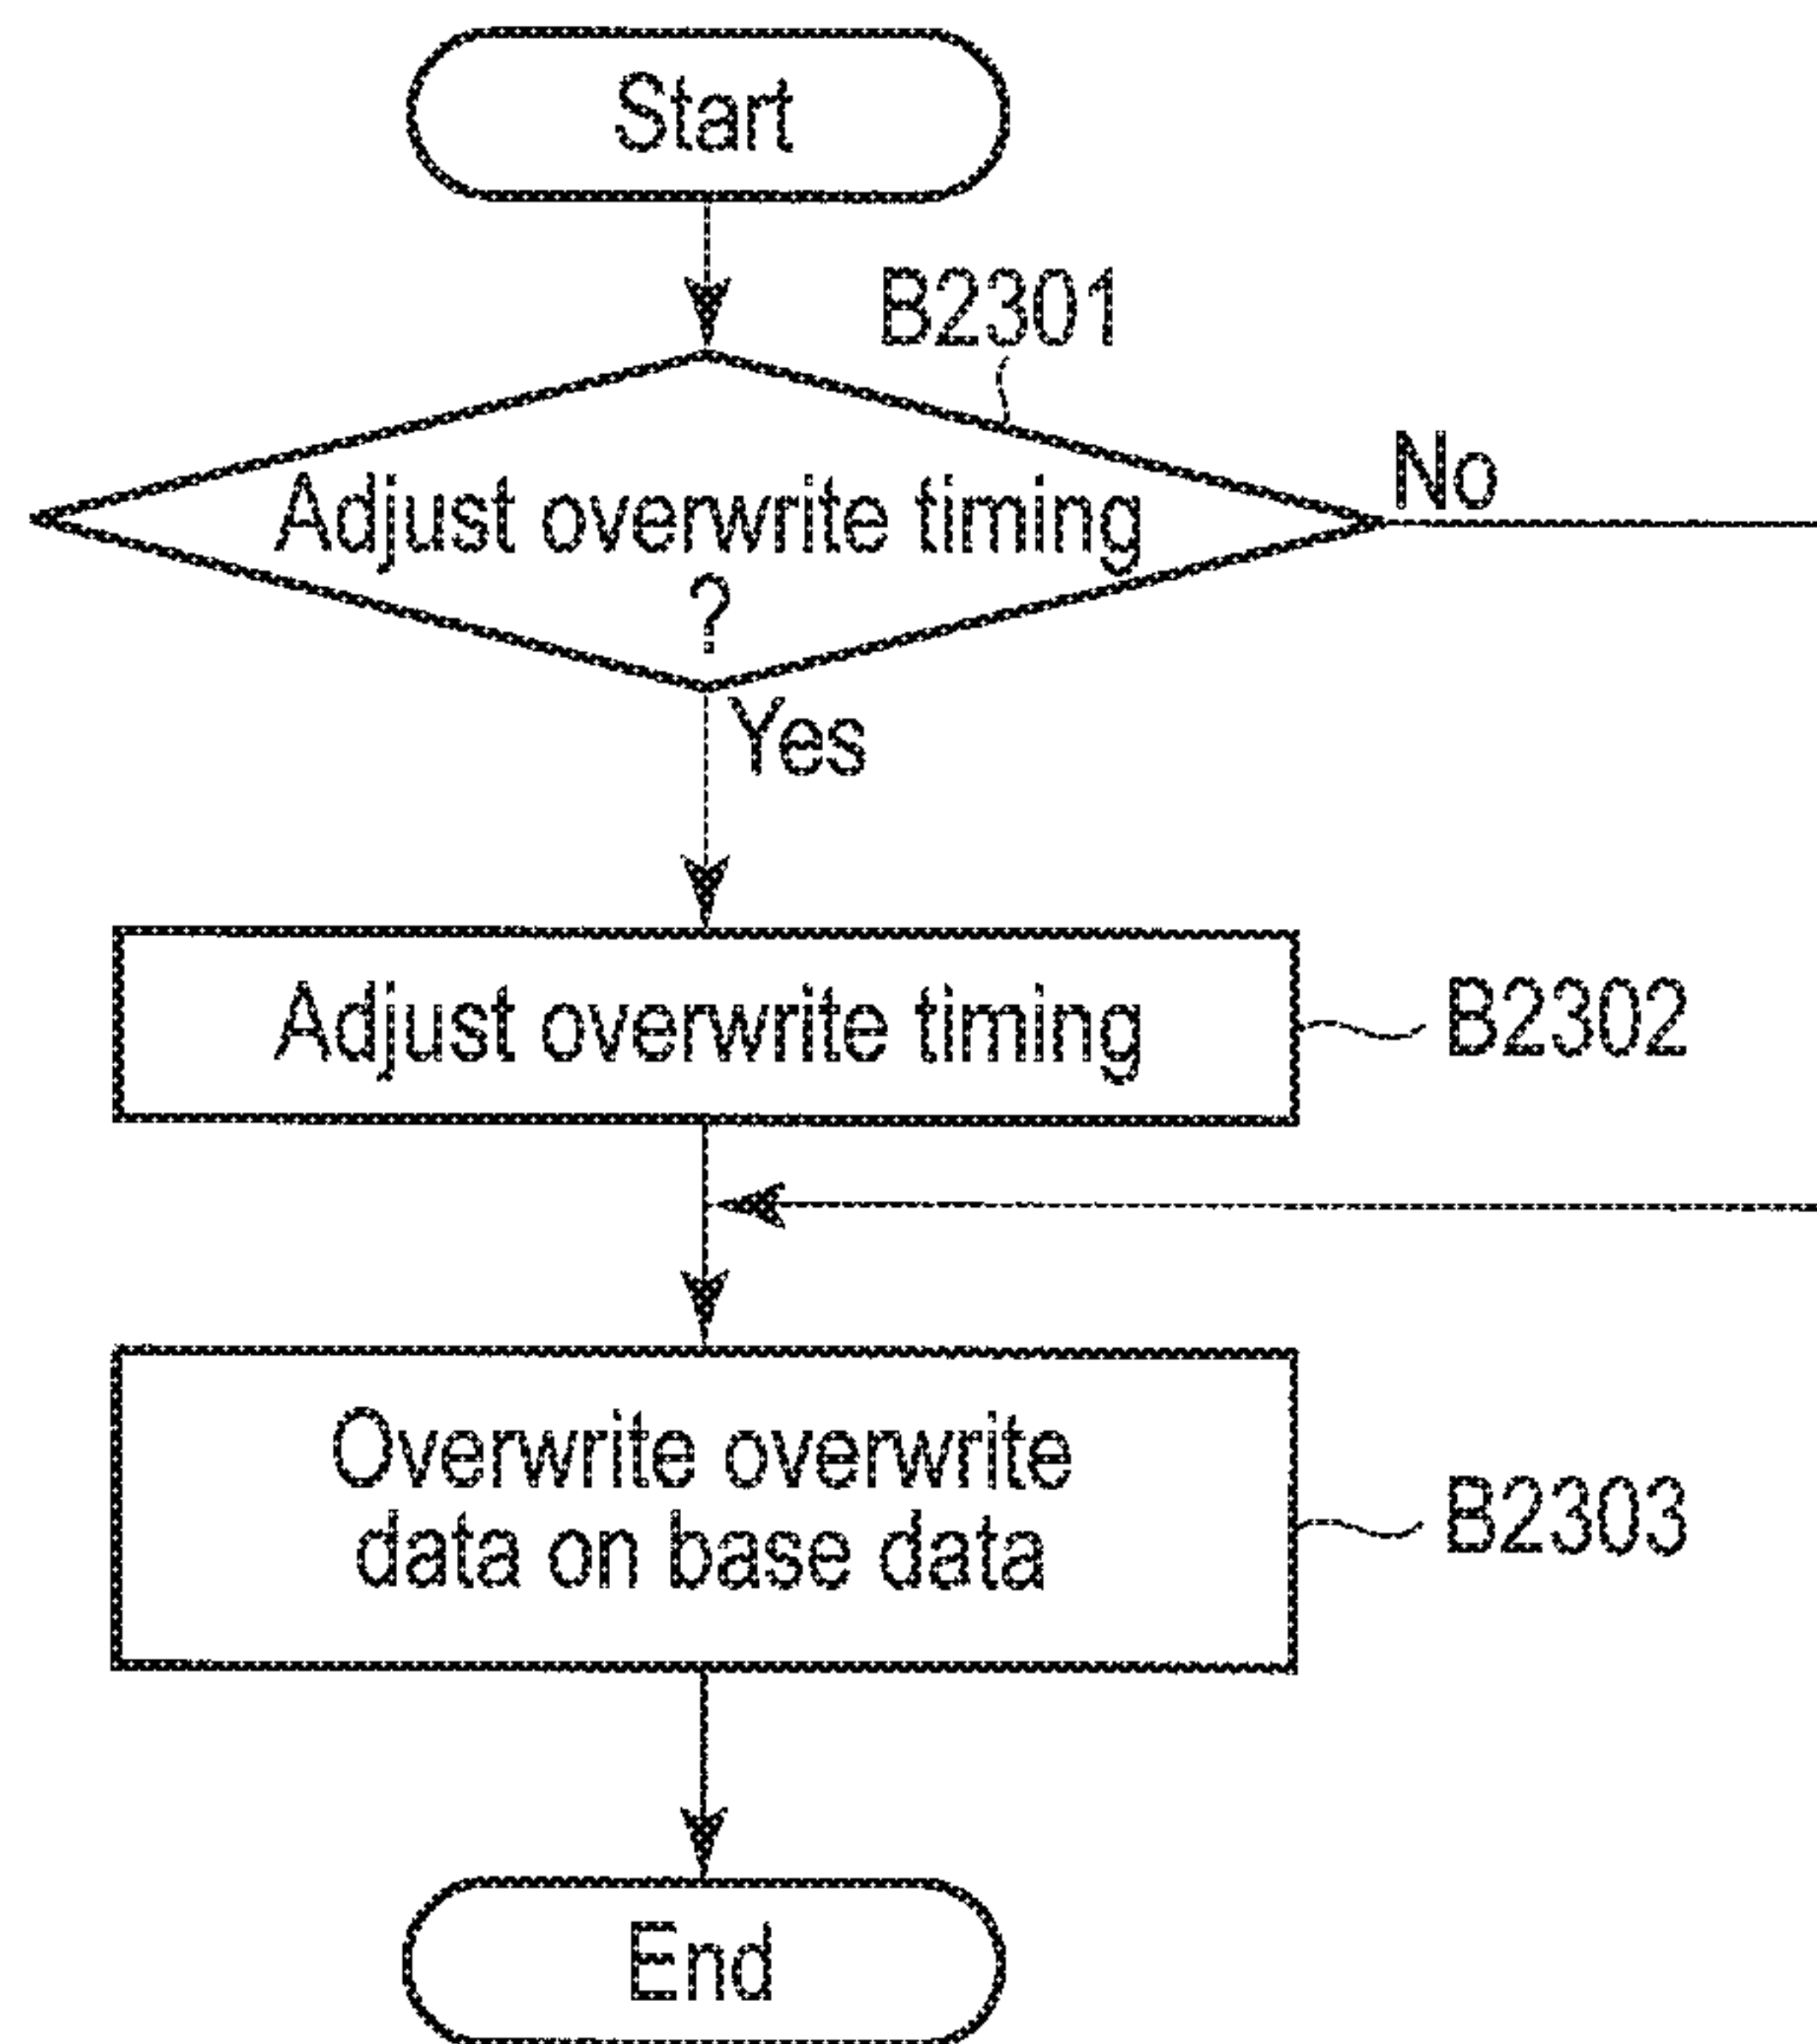 Start
B2301
Adjust overwrite timing
?
No
Yes
Adjust overwrite timing
B2302
Overwrite overwrite
data on base data
B2303
End